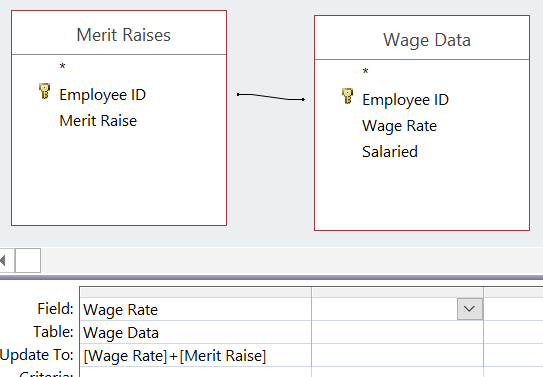 Merit Raises
*
Employee ID
Merit Raise
Wage Data
*
Employee ID
Wage Rate
Salaried
Field: Wage Rate
Table: Wage Data
Update To: [Wage Rate]+[Merit Raise]
Criteria: